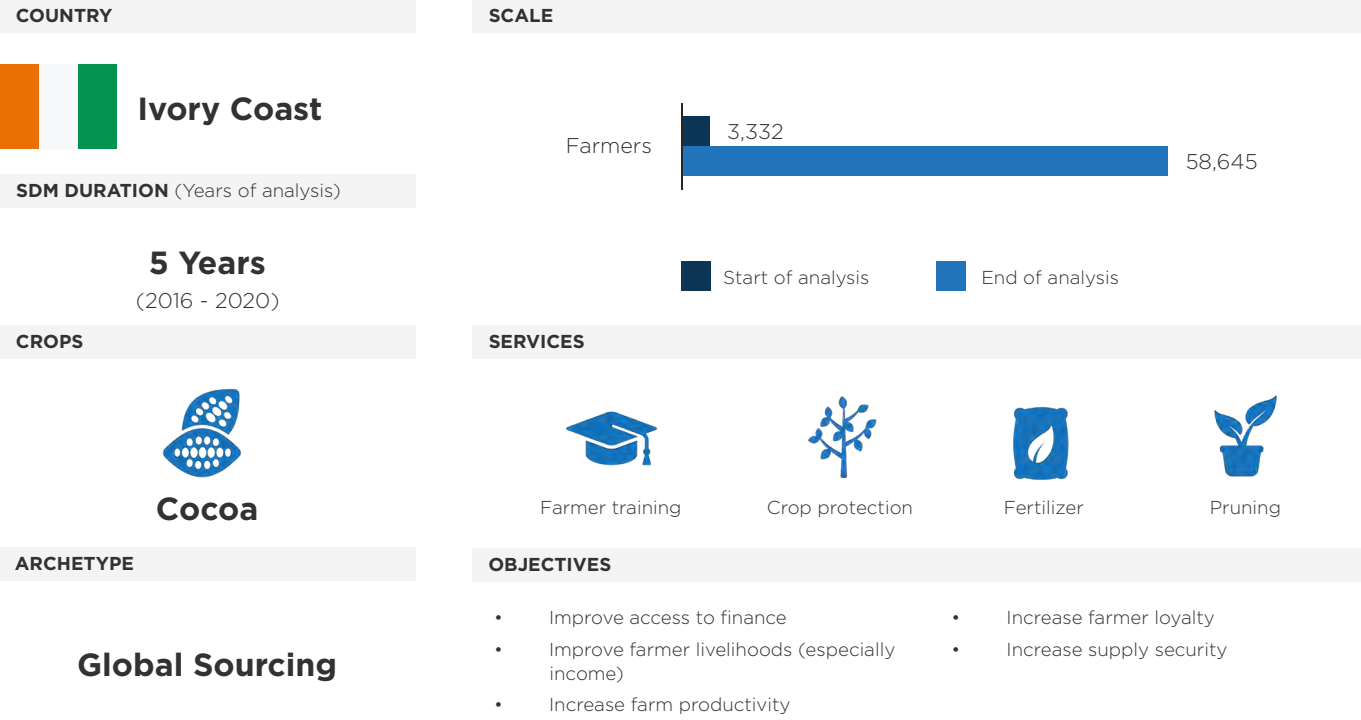 COUNTRY
Ivory Coast
SDM DURATION (Years of analysis)
5 Years
(2016 - 2020)
CROPS
Cocoa
ARCHETYPE
Global Sourcing
SCALE
Farmers
3,332
58,645
Start of analysis
End of analysis
SERVICES
Farmer training
Crop protection
Fertilizer
Pruning
OBJECTIVES
• Improve access to finance
• Improve farmer livelihoods (especially
income)
• Increase farm productivity
• Increase farmer loyalty
• Increase supply security